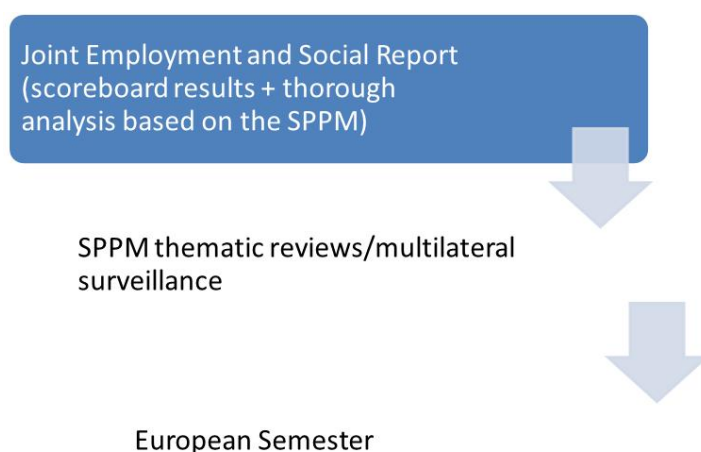 Joint Employment and Social Report
(scoreboard results + thorough
analysis based on the SPPM)
SPPM thematic reviews/multilateral
surveillance
European Semester